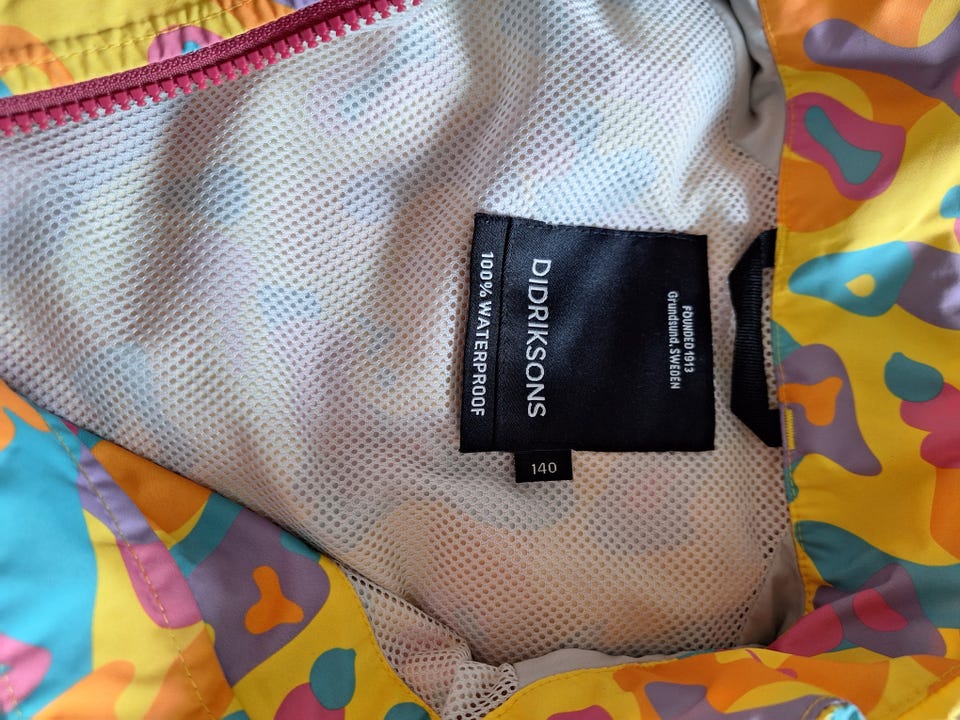 FOUNDED 1913
Grundsund, SWEDEN
DIDRIKSONS
100% WATERPROOF
140